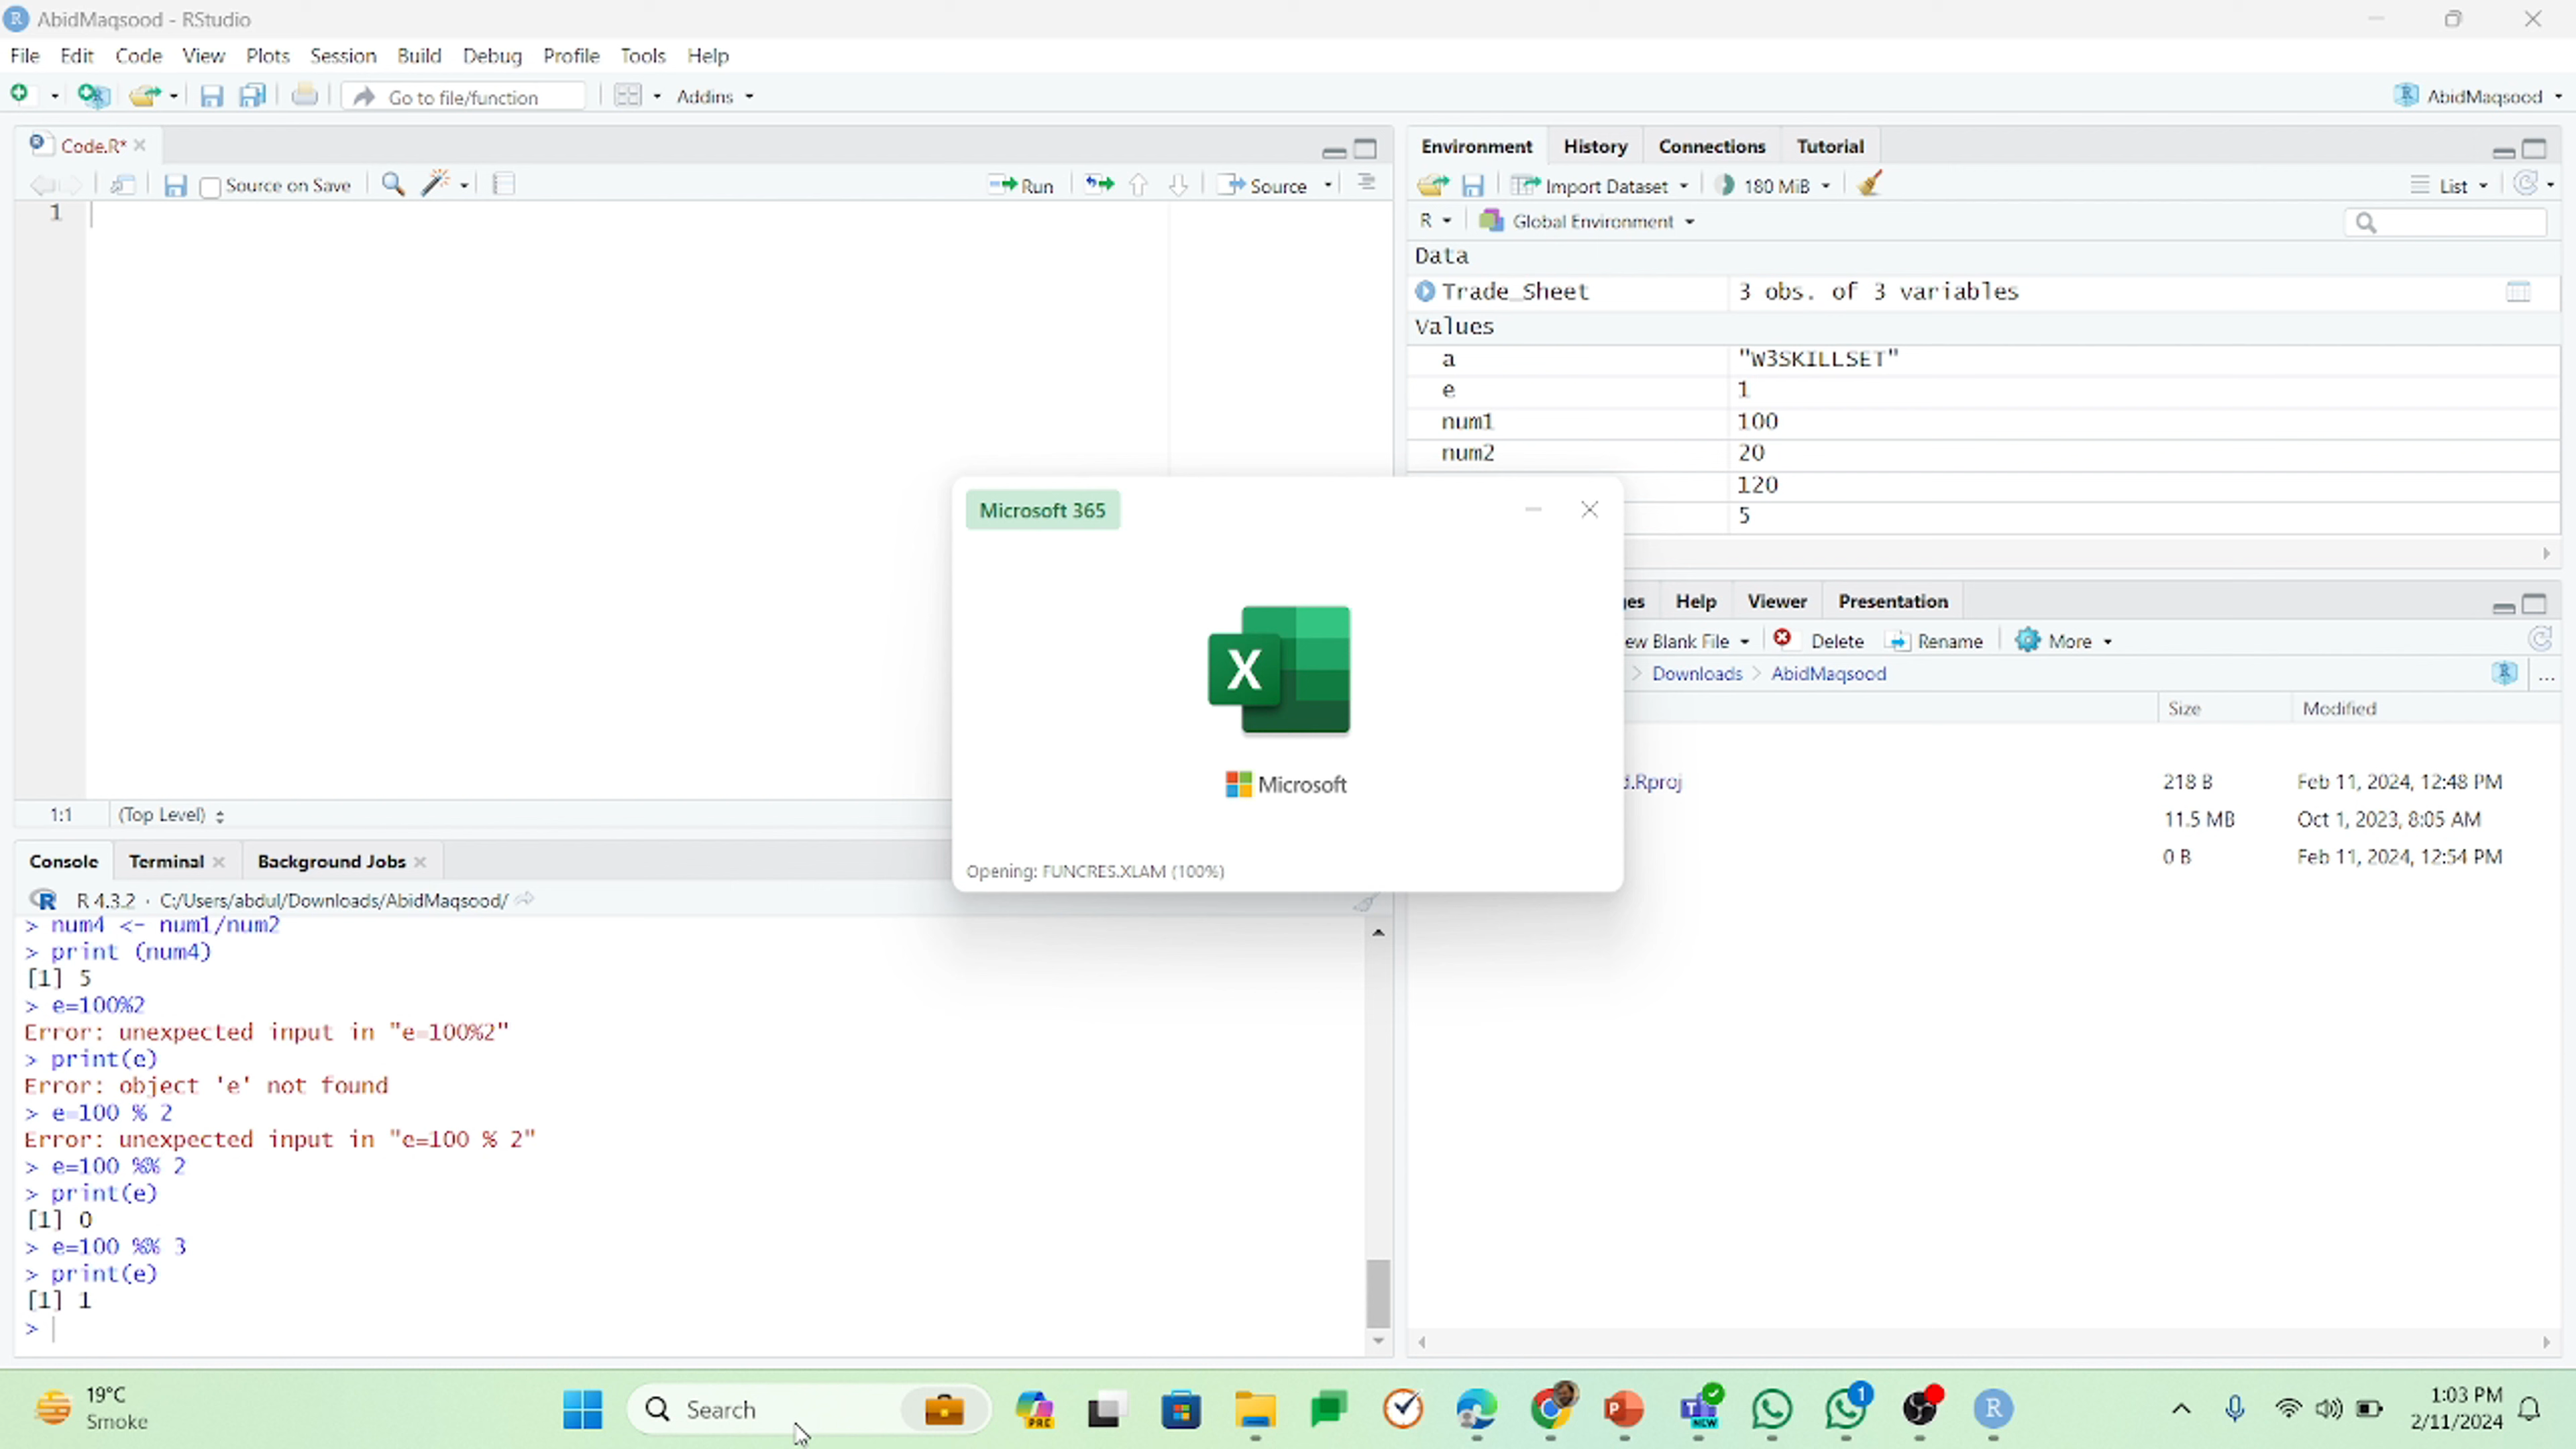 AbidMaqsood - RStudio
File Edit Code View Plots Session Build Debug Profile Tools Help
Go to file/function Addins AbidMaqsood
Code.R*
Source on Save Run Source
1
1:1 (Top Level)
Environment History Connections Tutorial
Import Dataset 180 MiB List
R Global Environment
Data
Trade_Sheet 3 obs. of 3 variables
Values
a "W3SKILLSET"
e 1
num1 100
num2 20
120
5
Microsoft 365
X
Microsoft
Opening: FUNCRES.XLAM (100%)
Help Viewer Presentation
Blank File Delete Rename More
Downloads > AbidMaqsood
Size Modified
.Rproj 218 B Feb 11, 2024, 12:48 PM
11.5 MB Oct 1, 2023, 8:05 AM
0 B Feb 11, 2024, 12:54 PM
Console Terminal Background Jobs
R 4.3.2 · C:/Users/abdul/Downloads/AbidMaqsood/
> num4 <- num1/num2
> print (num4)
[1] 5
> e=100%2
Error: unexpected input in "e=100%2"
> print(e)
Error: object 'e' not found
> e=100 % 2
Error: unexpected input in "e=100 % 2"
> e=100 %% 2
> print(e)
[1] 0
> e=100 %% 3
> print(e)
[1] 1
>
19°C
Smoke
Search
PRE
NEW
1
1:03 PM
2/11/2024